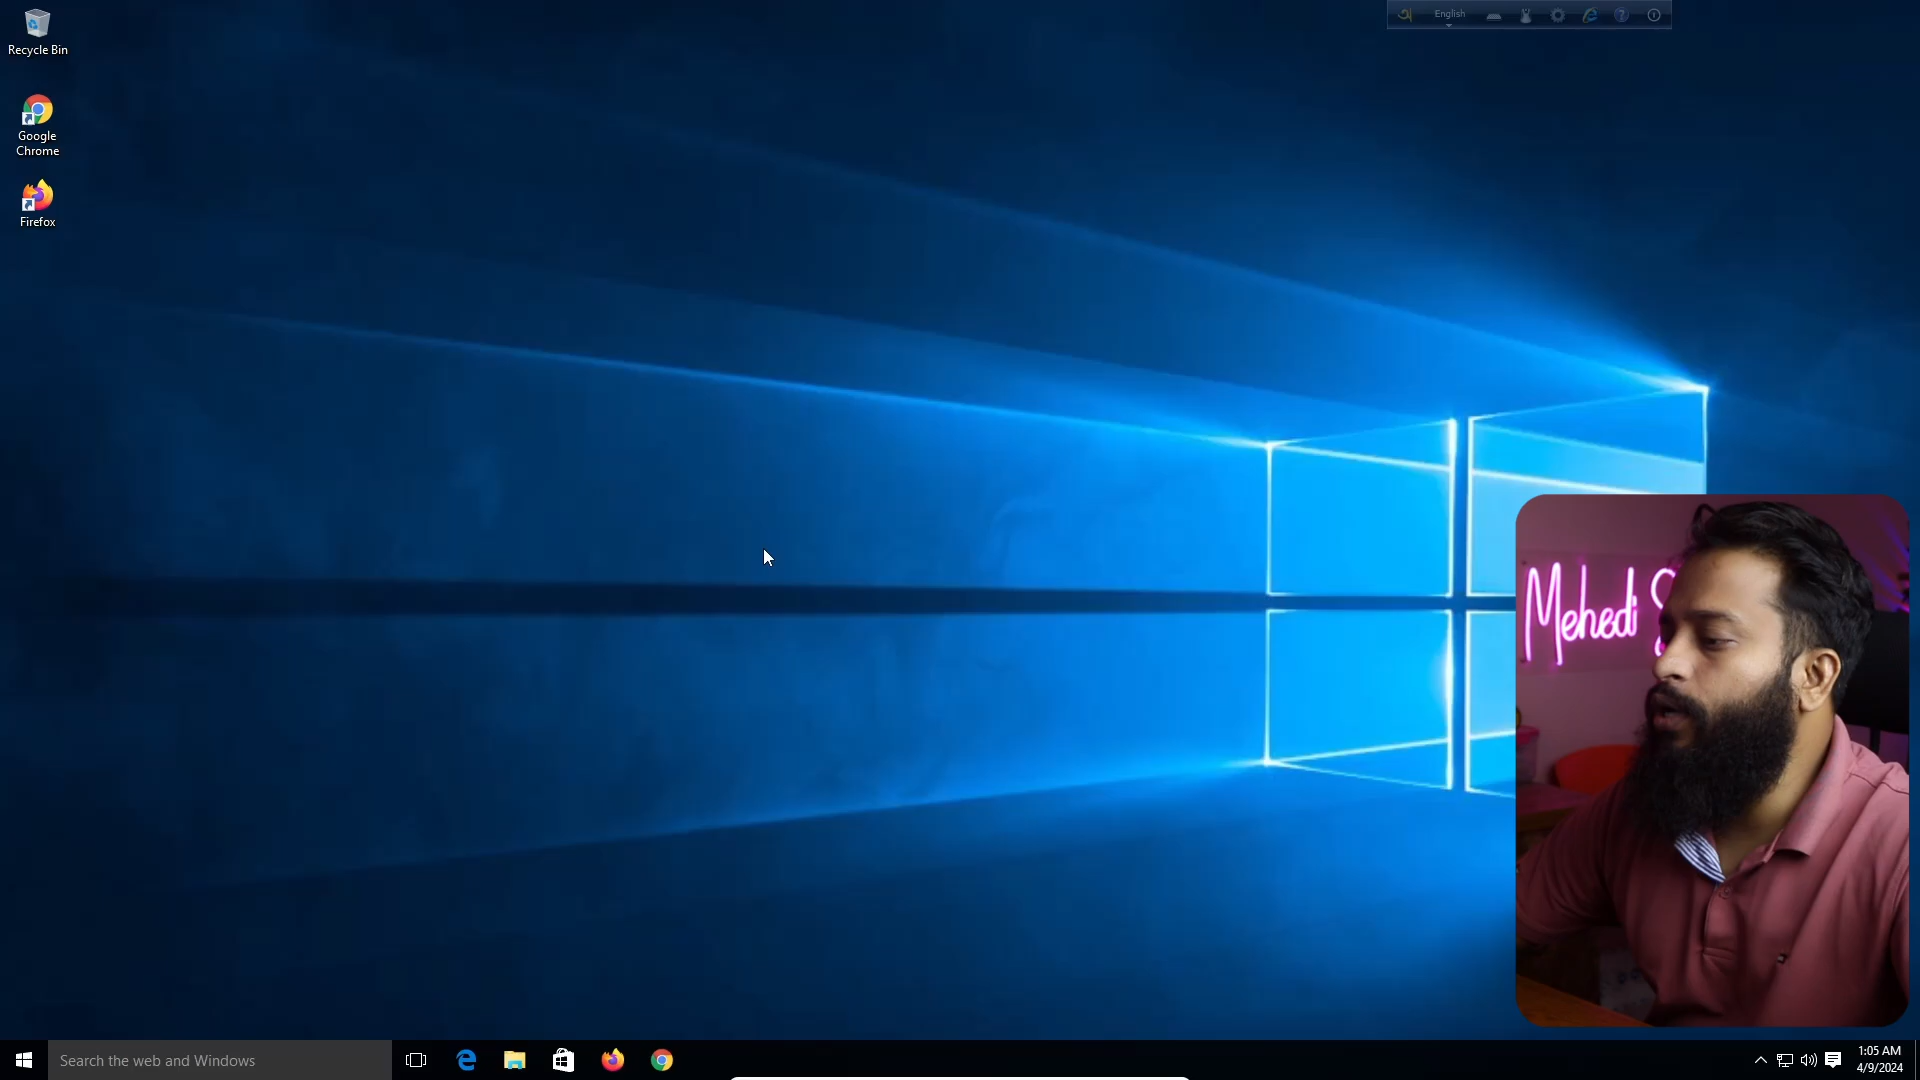 Recycle Bin
English
Google
Chrome
Firefox
Mehedi
Search the web and Windows
1:05 AM
4/9/2024